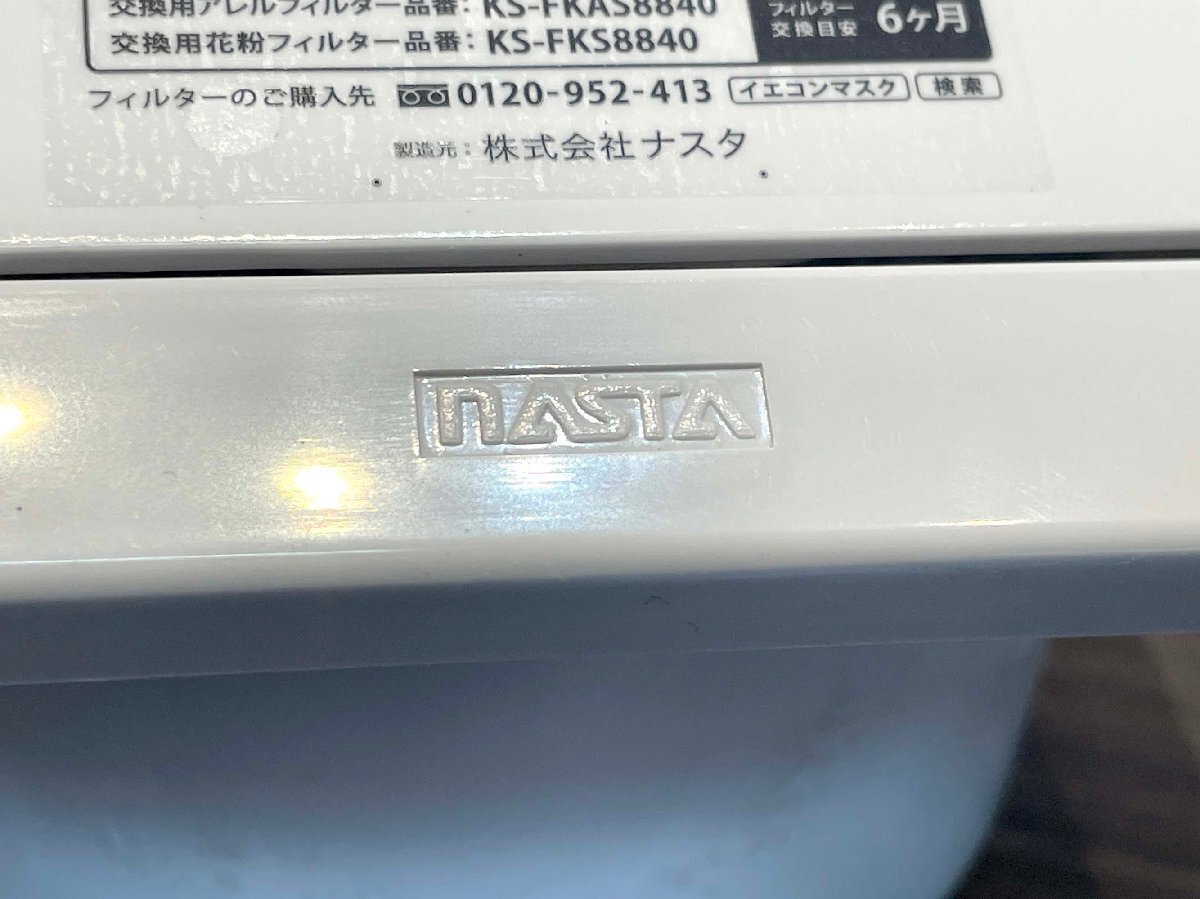 交換用アレルフィルター品番：KS-FKAS8840
交換用花粉フィルター品番：KS-FKS8840
フィルター
交換目安
6ヶ月
フィルターのご購入先 0120-952-413 イエコンマスク 検索
製造元：株式会社ナスタ
NASTA